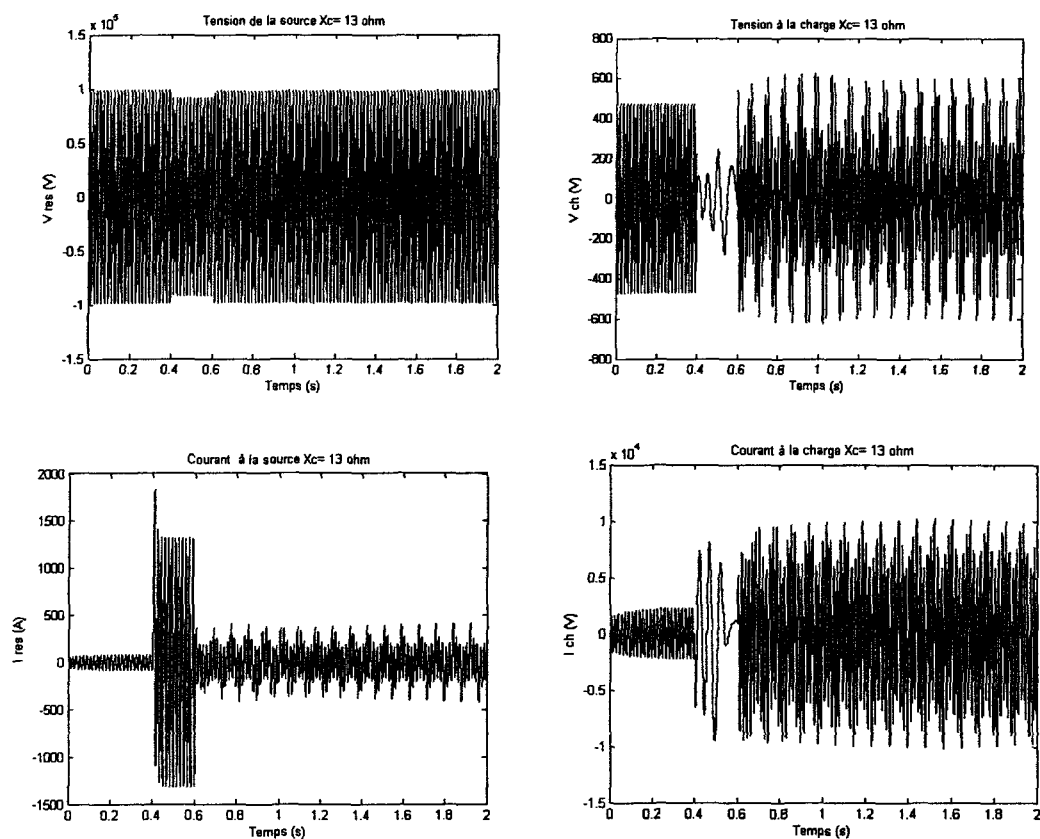 Tension de la source Xc= 13 ohm
x 10^5
1.5
1
0.5
0
-0.5
-1
-1.5
V res (V)
0 0.2 0.4 0.6 0.8 1 1.2 1.4 1.6 1.8 2
Temps (s)
Tension à la charge Xc= 13 ohm
800
600
400
200
0
-200
-400
-600
-800
V ch (V)
0 0.2 0.4 0.6 0.8 1 1.2 1.4 1.6 1.8 2
Temps (s)
Courant à la source Xc= 13 ohm
2000
1500
1000
500
0
-500
-1000
-1500
I res (A)
0 0.2 0.4 0.6 0.8 1 1.2 1.4 1.6 1.8 2
Temps (s)
Courant à la charge Xc= 13 ohm
x 10^4
1.5
1
0.5
0
-0.5
-1
-1.5
I ch (V)
0 0.2 0.4 0.6 0.8 1 1.2 1.4 1.6 1.8 2
Temps (s)